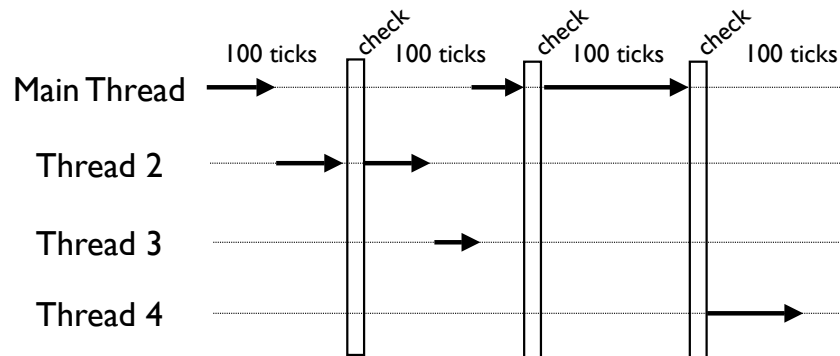 check check check
100 ticks 100 ticks 100 ticks 100 ticks
Main Thread
Thread 2
Thread 3
Thread 4